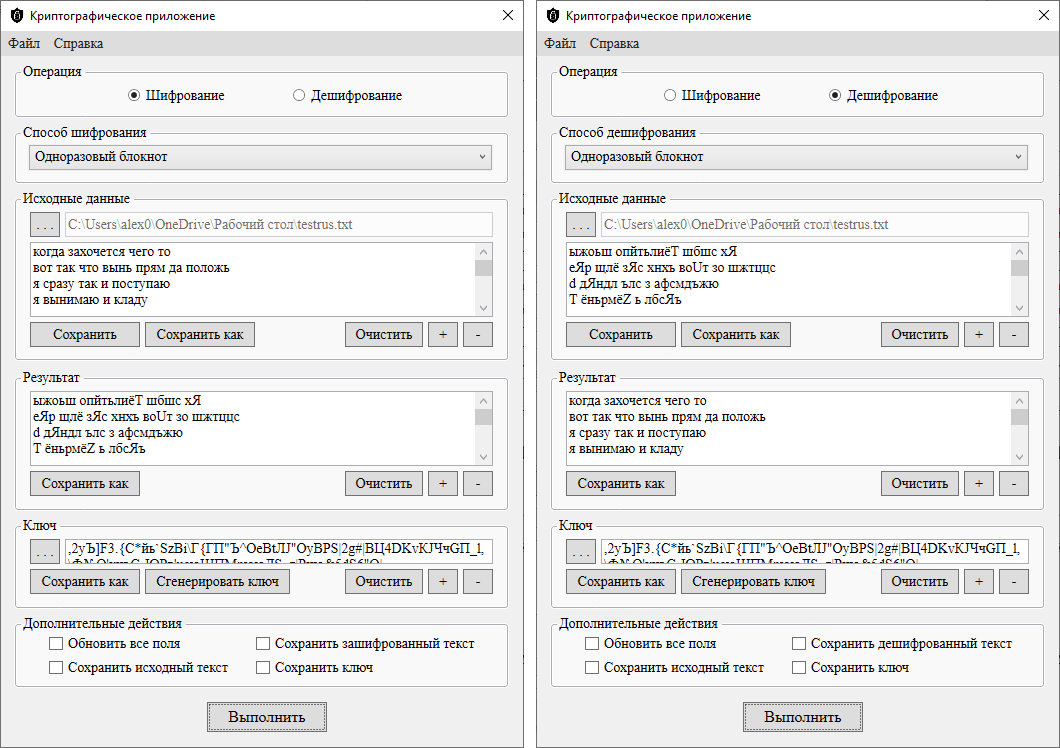 Криптографическое приложение
Файл Справка
Операция
Шифрование Дешифрование
Способ шифрования
Одноразовый блокнот
Исходные данные
... C:\Users\alex0\OneDrive\Рабочий стол\testrus.txt
когда захочется чего то
вот так что вынь прям да положь
я сразу так и поступаю
я вынимаю и кладу
Сохранить Сохранить как Очистить + -
Результат
ыжоьш опйтьлиёТ шбшс хЯ
еЯр щлё зЯс хнхъ воUт зо шжтццс
d дЯндл ълс з афсмдъжю
Т ёньрмёZ ь лбсЯъ
Сохранить как Очистить + -
Ключ
... ,2уЪ]F3.{С*йь`SzBi\Г{ГП"Ъ^OeBtЛJ"OyBPS|2g#|ВЦ4DKvКJЧчGП_1,
Сохранить как Сгенерировать ключ Очистить + -
Дополнительные действия
Обновить все поля Сохранить зашифрованный текст
Сохранить исходный текст Сохранить ключ
Выполнить
Криптографическое приложение
Файл Справка
Операция
Шифрование Дешифрование
Способ дешифрования
Одноразовый блокнот
Исходные данные
... C:\Users\alex0\OneDrive\Рабочий стол\testrus.txt
ыжоьш опйтьлиёТ шбшс хЯ
еЯр щлё зЯс хнхъ воUт зо шжтццс
d дЯндл ълс з афсмдъжю
Т ёньрмёZ ь лбсЯъ
Сохранить Сохранить как Очистить + -
Результат
когда захочется чего то
вот так что вынь прям да положь
я сразу так и поступаю
я вынимаю и кладу
Сохранить как Очистить + -
Ключ
... ,2уЪ]F3.{С*йь`SzBi\Г{ГП"Ъ^OeBtЛJ"OyBPS|2g#|ВЦ4DKvКJЧчGП_1,
Сохранить как Сгенерировать ключ Очистить + -
Дополнительные действия
Обновить все поля Сохранить дешифрованный текст
Сохранить исходный текст Сохранить ключ
Выполнить